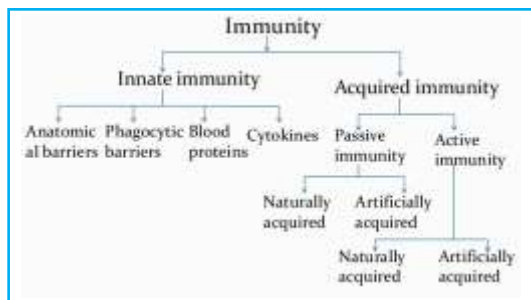 Immunity
Innate immunity
Acquired immunity
Anatomic
al barriers
Phagocytic
barriers
Blood
proteins
Cytokines
Passive
immunity
Active
immunity
Naturally
acquired
Artificially
acquired
Naturally
acquired
Artificially
acquired